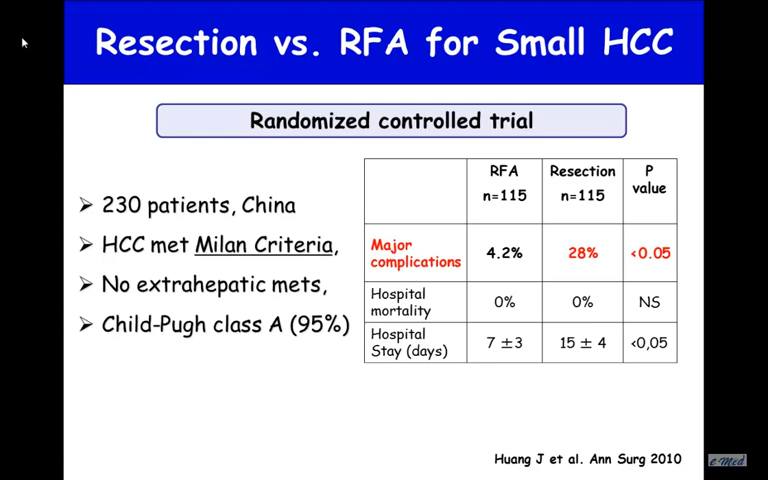 Resection vs. RFA for Small HCC
Randomized controlled trial
➢ 230 patients, China
➢ HCC met Milan Criteria,
➢ No extrahepatic mets,
➢ Child-Pugh class A (95%)
RFA n=115 Resection n=115 P value
Major complications 4.2% 28% <0.05
Hospital mortality 0% 0% NS
Hospital Stay (days) 7 ±3 15 ± 4 <0,05
Huang J et al. Ann Surg 2010
e-Med